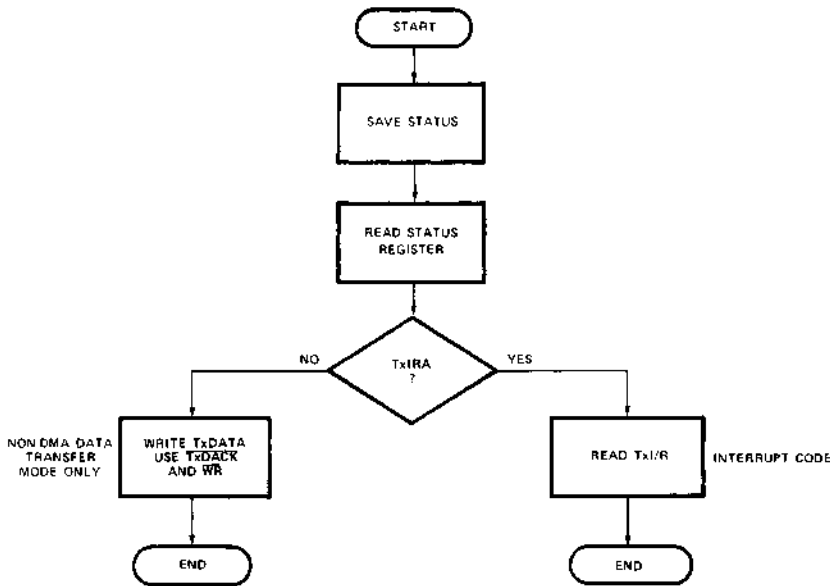 START
SAVE STATUS
READ STATUS
REGISTER
TxIRA
?
NO
YES
NON DMA DATA
TRANSFER
MODE ONLY
WRITE TxDATA
USE TxDACK
AND WR
READ TxI/R
INTERRUPT CODE
END
END